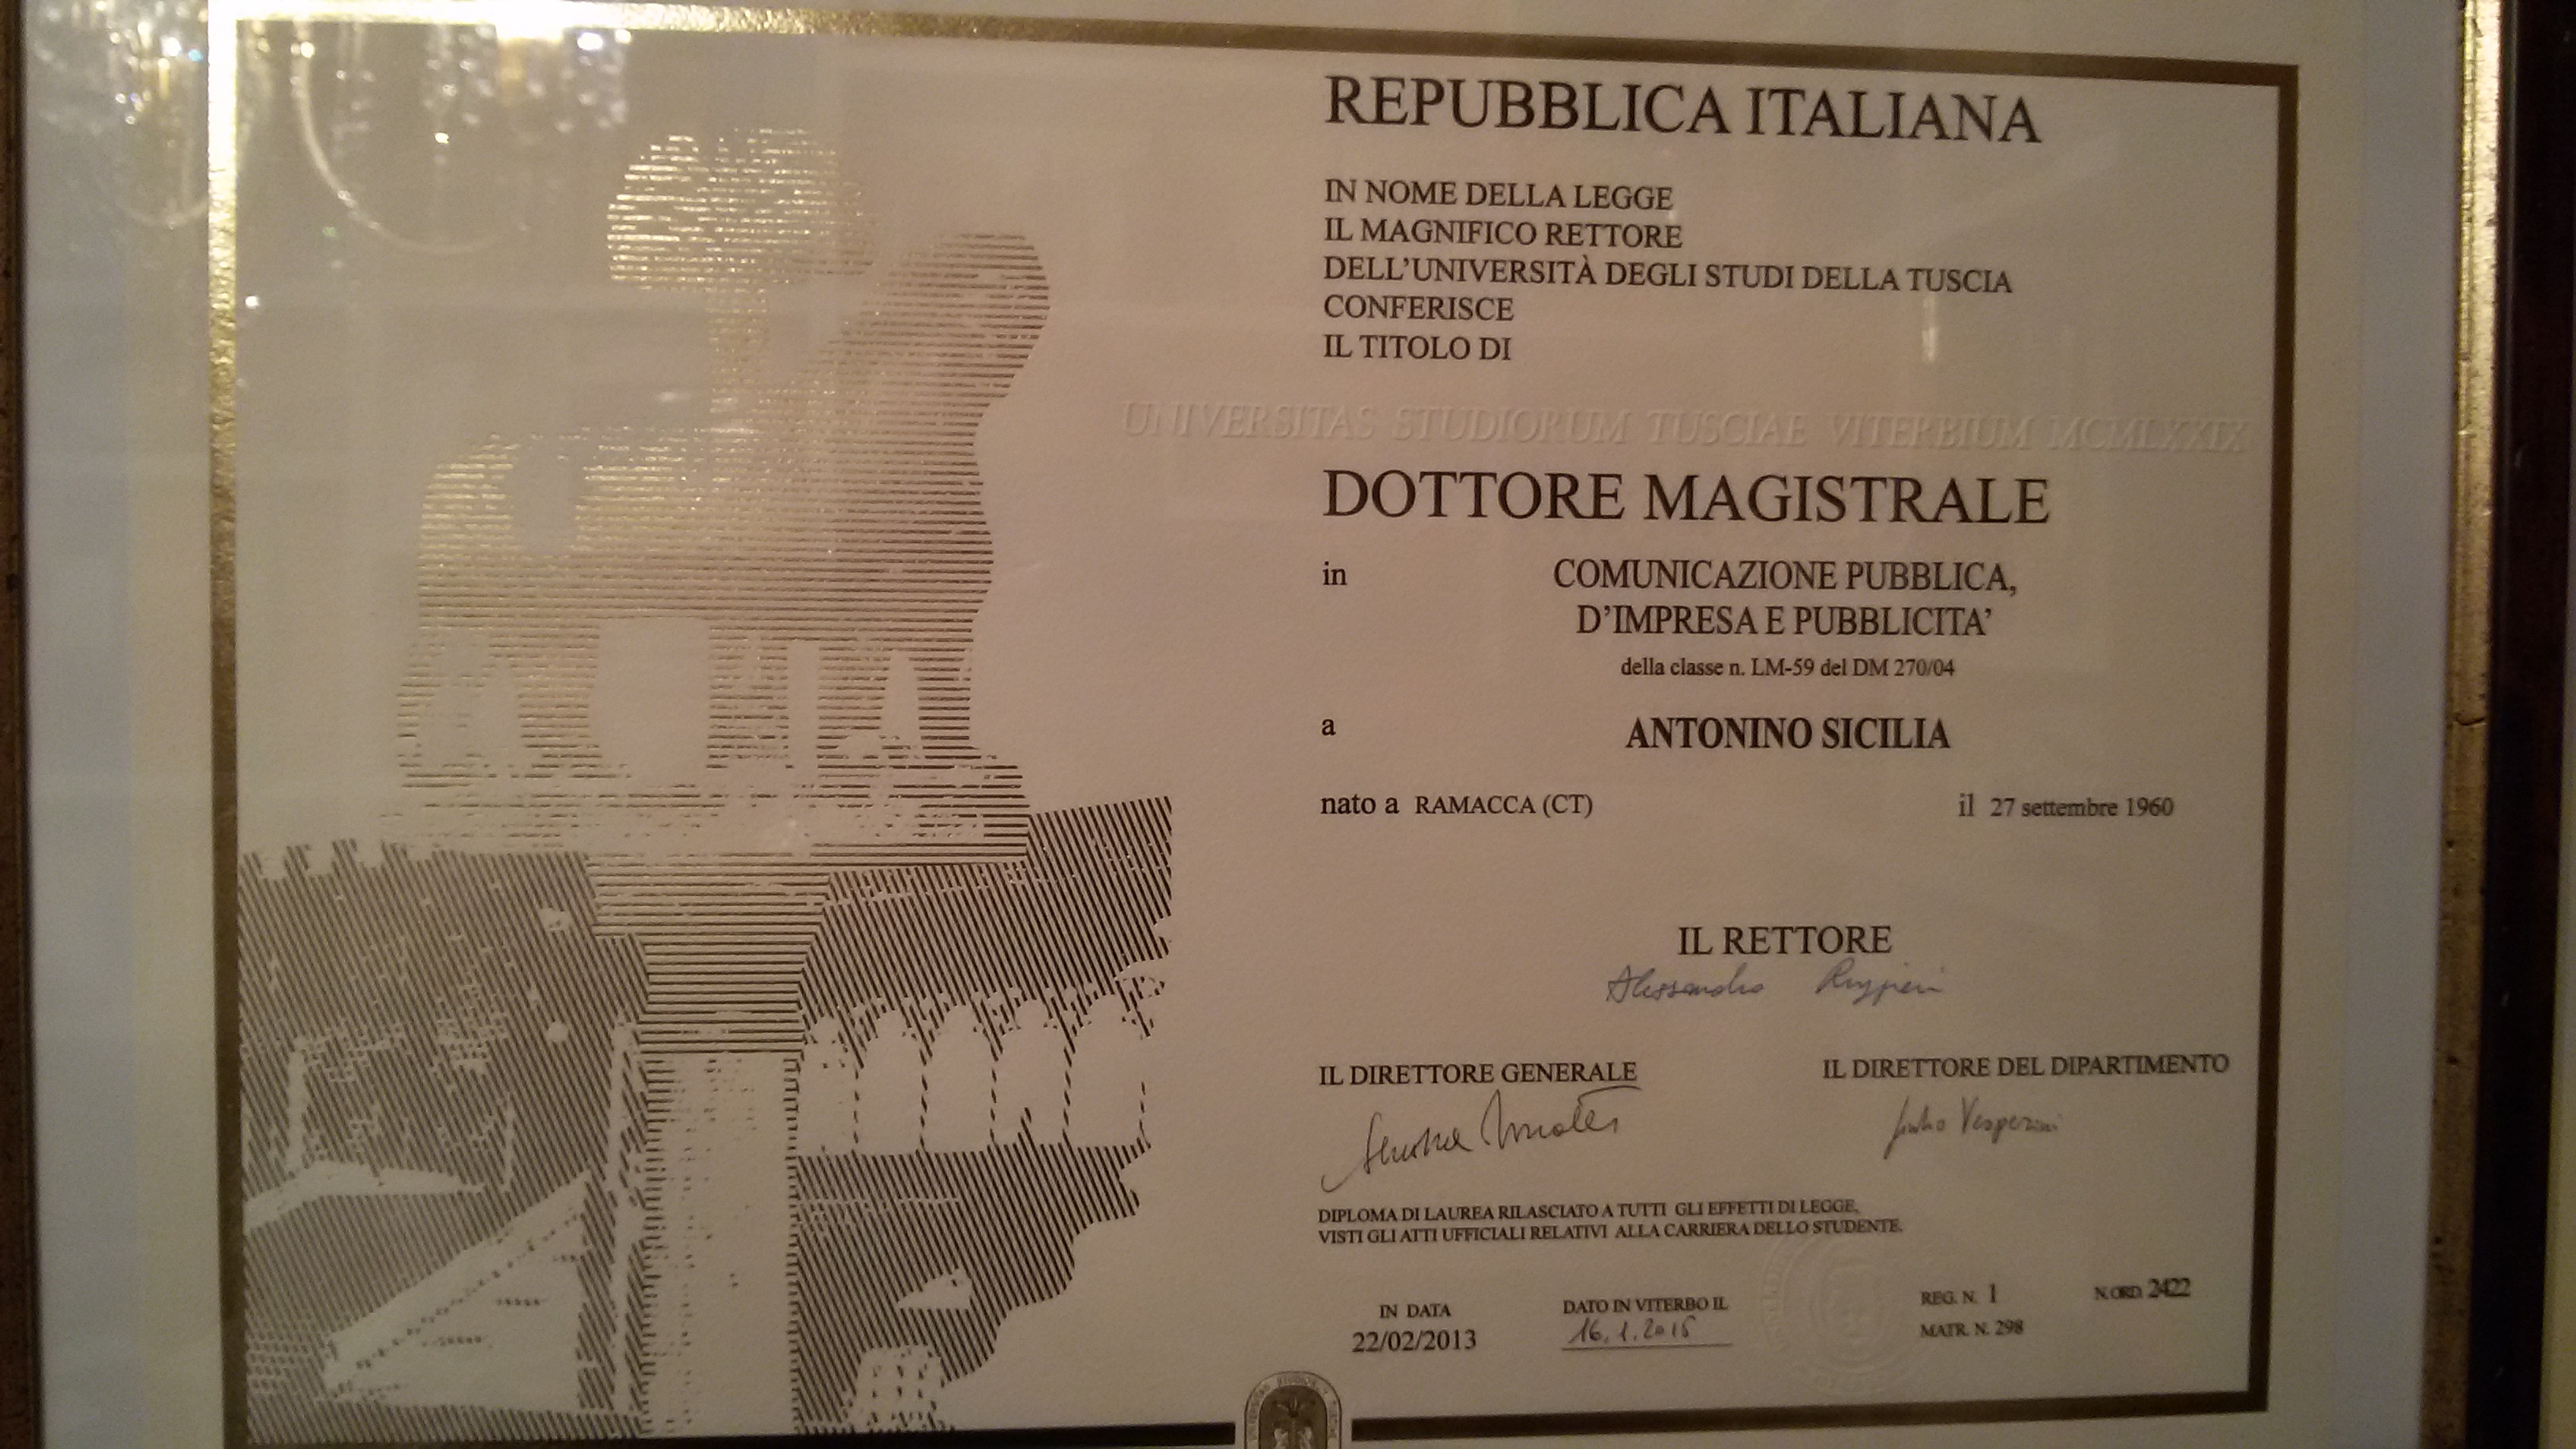 REPUBBLICA ITALIANA
IN NOME DELLA LEGGE
IL MAGNIFICO RETTORE
DELL'UNIVERSITÀ DEGLI STUDI DELLA TUSCIA
CONFERISCE
IL TITOLO DI
UNIVERSITAS STUDIORUM TUSCIAE VITERBIUM MCMLXXIX
DOTTORE MAGISTRALE
in COMUNICAZIONE PUBBLICA,
D'IMPRESA E PUBBLICITA'
della classe n. LM-59 del DM 270/04
a ANTONINO SICILIA
nato a RAMACCA (CT) il 27 settembre 1960
IL RETTORE
Alessandro Ruggieri
IL DIRETTORE GENERALE IL DIRETTORE DEL DIPARTIMENTO
Giulio Vesperini
DIPLOMA DI LAUREA RILASCIATO A TUTTI GLI EFFETTI DI LEGGE,
VISTI GLI ATTI UFFICIALI RELATIVI ALLA CARRIERA DELLO STUDENTE.
IN DATA DATO IN VITERBO IL REG. N. 1 N. ORD. 2422
22/02/2013 16.1.2015 MATR. N. 298